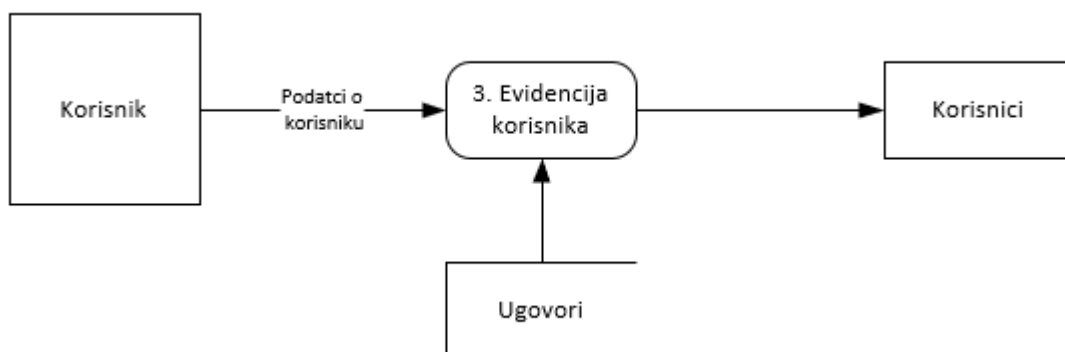 Korisnik
Podatci o
korisniku
3. Evidencija
korisnika
Korisnici
Ugovori